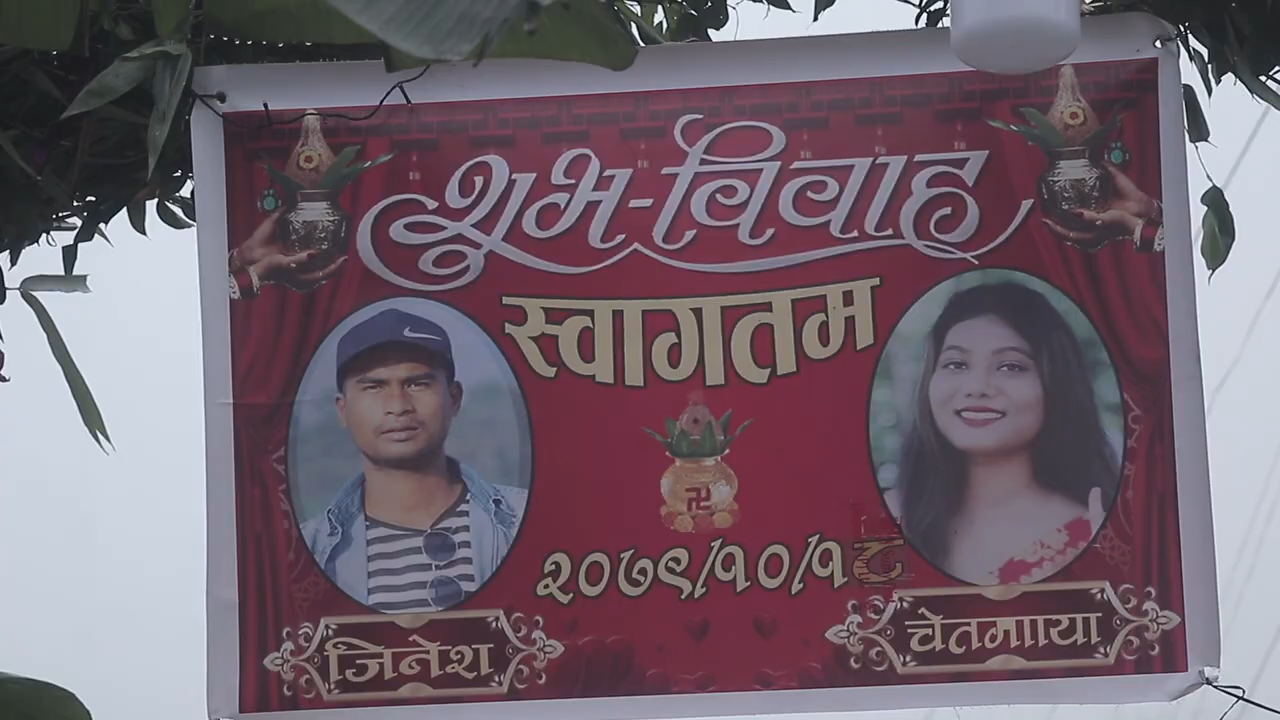 शुभ-विवाह
स्वागतम
२०७९/१०/१८
जिनेश
चेतमााया